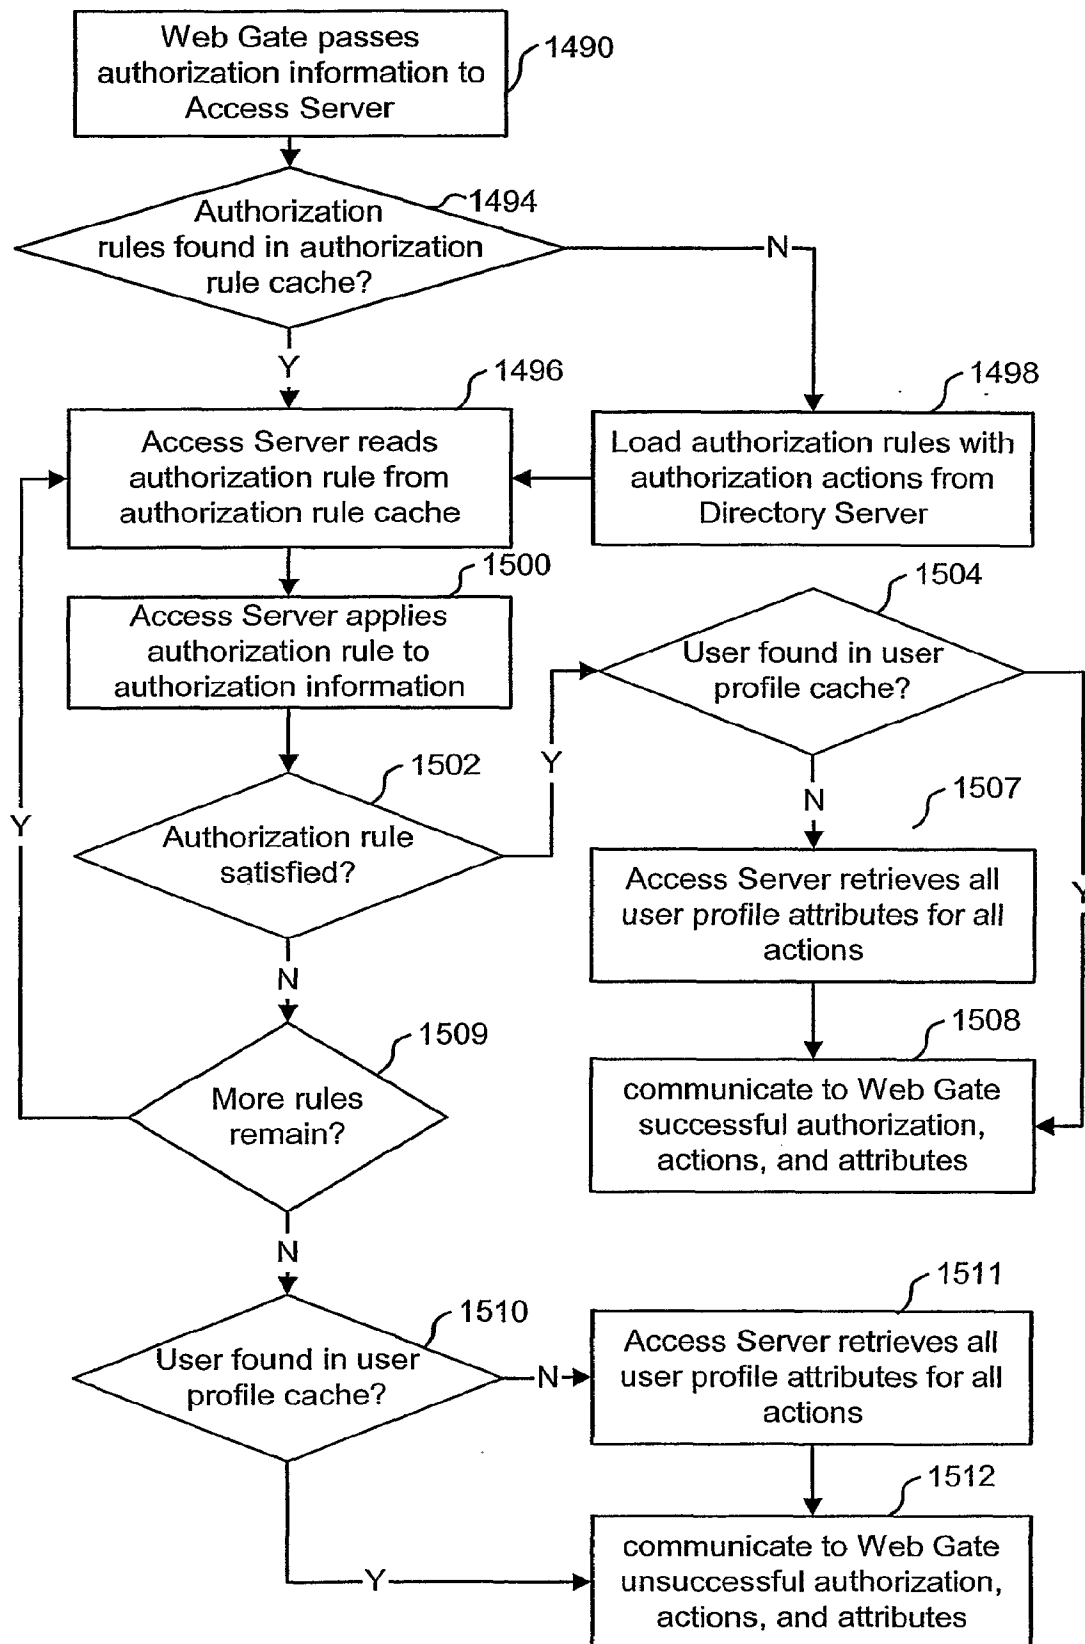 Web Gate passes
authorization information to
Access Server
1490
1494
Authorization
rules found in authorization
rule cache?
N
Y
1496
1498
Access Server reads
authorization rule from
authorization rule cache
Load authorization rules with
authorization actions from
Directory Server
1500
1504
Access Server applies
authorization rule to
authorization information
User found in user
profile cache?
Y
1502
N
1507
Y
Authorization rule
satisfied?
Access Server retrieves all
user profile attributes for all
actions
Y
N
1509
1508
More rules
remain?
communicate to Web Gate
successful authorization,
actions, and attributes
N
1510
1511
User found in user
profile cache?
N
Access Server retrieves all
user profile attributes for all
actions
1512
Y
communicate to Web Gate
unsuccessful authorization,
actions, and attributes